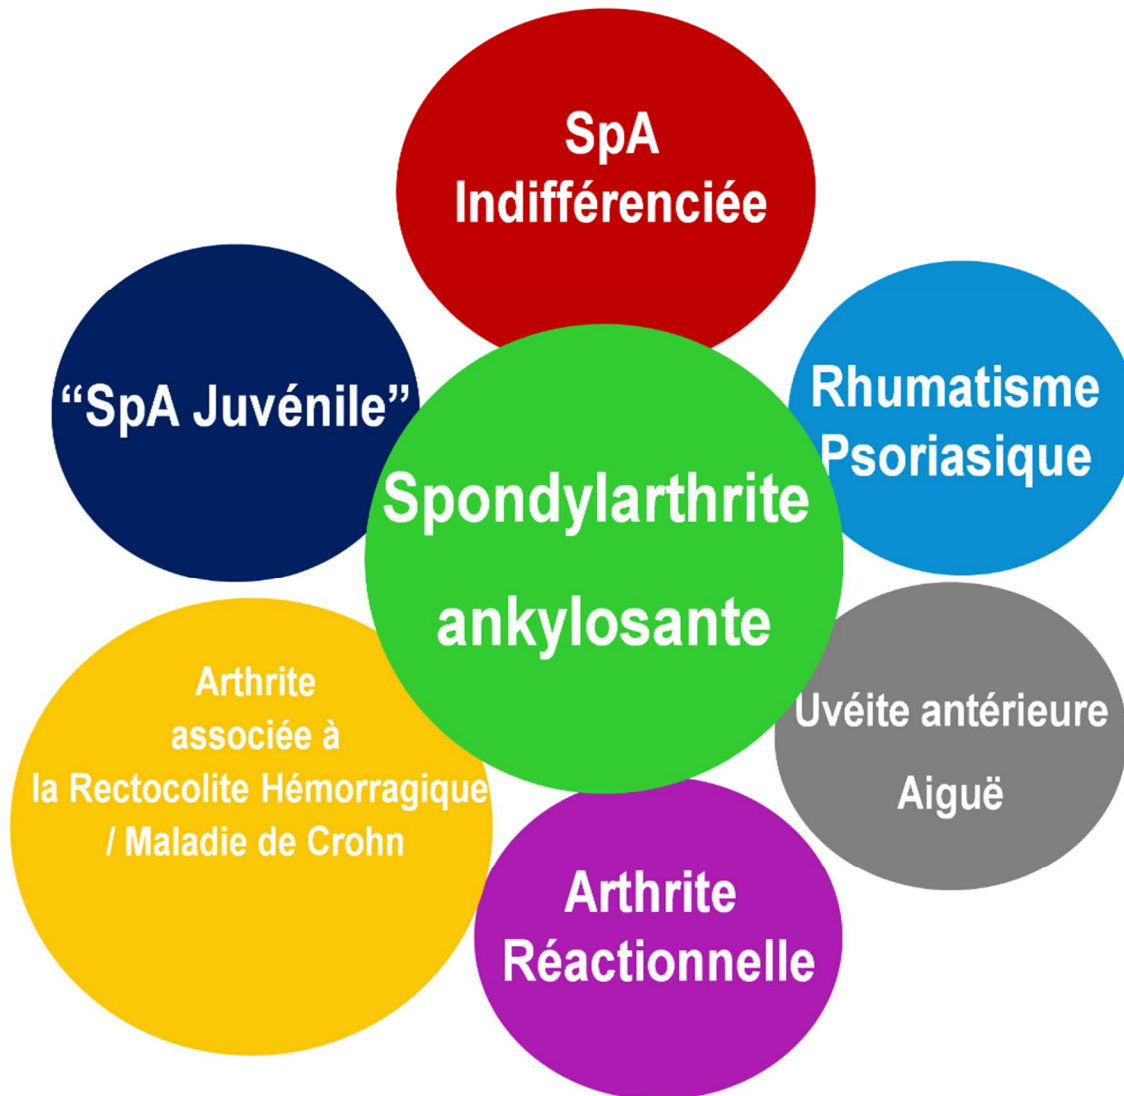 SpA
Indifférenciée
“SpA Juvénile”
Rhumatisme
Psoriasique
Spondylarthrite
ankylosante
Arthrite
associée à
la Rectocolite Hémorragique
/ Maladie de Crohn
Uvéite antérieure
Aiguë
Arthrite
Réactionnelle